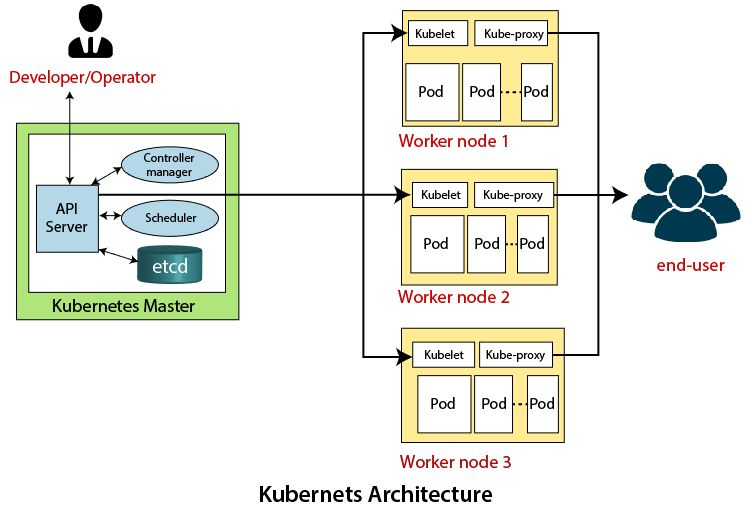 Developer/Operator
Controller
manager
API
Server
Scheduler
etcd
Kubernetes Master
Kubelet
Kube-proxy
Pod
Pod
Pod
Worker node 1
Kubelet
Kube-proxy
Pod
Pod
Pod
Worker node 2
Kubelet
Kube-proxy
Pod
Pod
Pod
Worker node 3
end-user
Kubernets Architecture